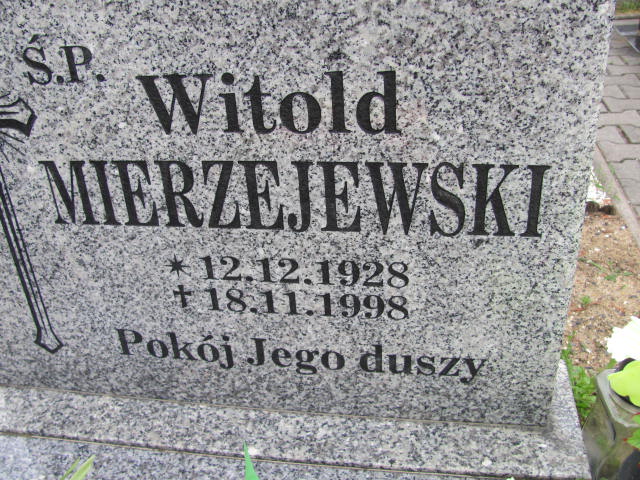 Ś.P.
Witold
MIERZEJEWSKI
* 12.12.1928
✝ 18.11.1998
Pokój Jego duszy